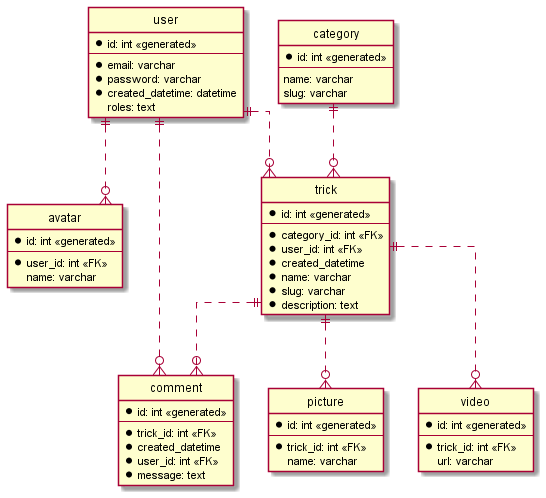 user
id: int «generated»
email: varchar
password: varchar
created_datetime: datetime
roles: text
category
id: int «generated»
name: varchar
slug: varchar
avatar
id: int «generated»
user_id: int «FK»
name: varchar
trick
id: int «generated»
category_id: int «FK»
user_id: int «FK»
created_datetime
name: varchar
slug: varchar
description: text
comment
id: int «generated»
trick_id: int «FK»
created_datetime
user_id: int «FK»
message: text
picture
id: int «generated»
trick_id: int «FK»
name: varchar
video
id: int «generated»
trick_id: int «FK»
url: varchar